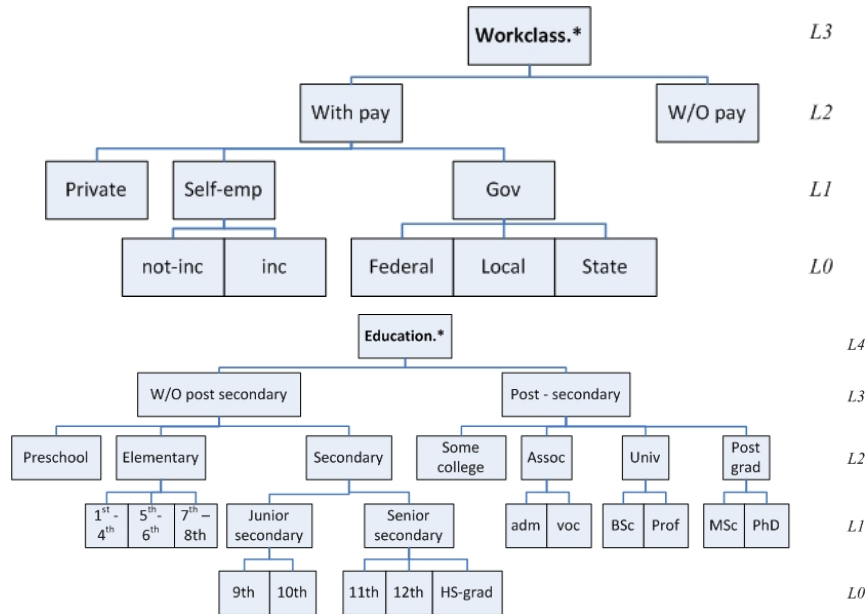 Workclass.* L3
With pay W/O pay L2
Private Self-emp Gov L1
not-inc inc Federal Local State L0
Education.* L4
W/O post secondary Post - secondary L3
Preschool Elementary Secondary Some college Assoc Univ Post grad L2
1st - 4th 5th - 6th 7th – 8th Junior secondary Senior secondary adm voc BSc Prof MSc PhD L1
9th 10th 11th 12th HS-grad L0